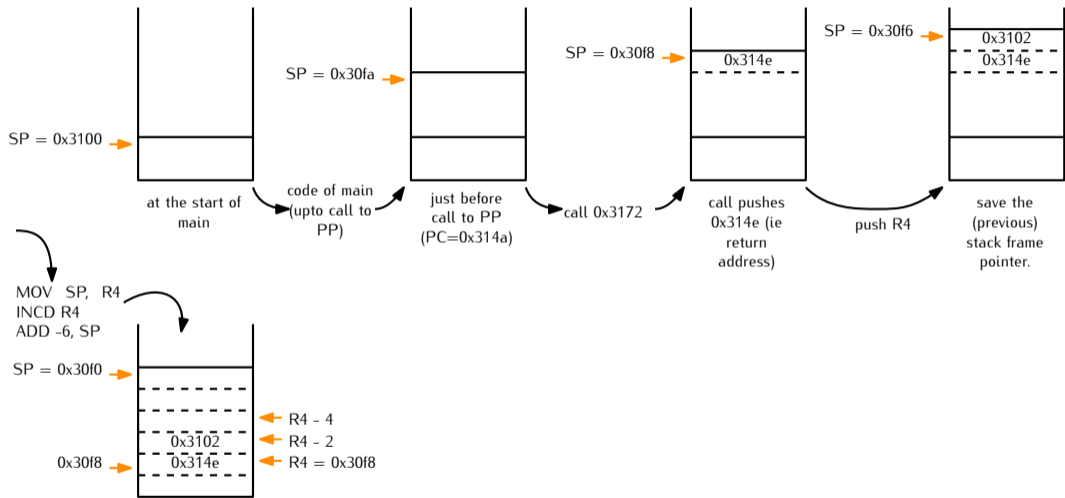 SP = 0x3100
at the start of
main
code of main
(upto call to
PP)
SP = 0x30fa
just before
call to PP
(PC=0x314a)
call 0x3172
SP = 0x30f8
0x314e
call pushes
0x314e (ie
return
address)
push R4
SP = 0x30f6
0x3102
0x314e
save the
(previous)
stack frame
pointer.
MOV SP, R4
INCD R4
ADD -6, SP
SP = 0x30f0
0x3102
0x314e
0x30f8
R4 - 4
R4 - 2
R4 = 0x30f8